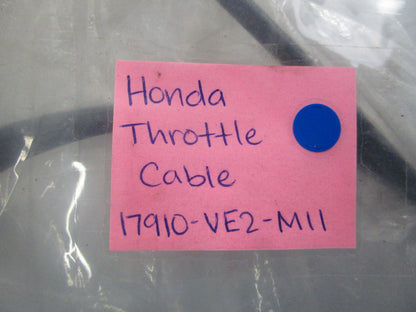 Honda
Throttle
Cable
17910-VE2-M11